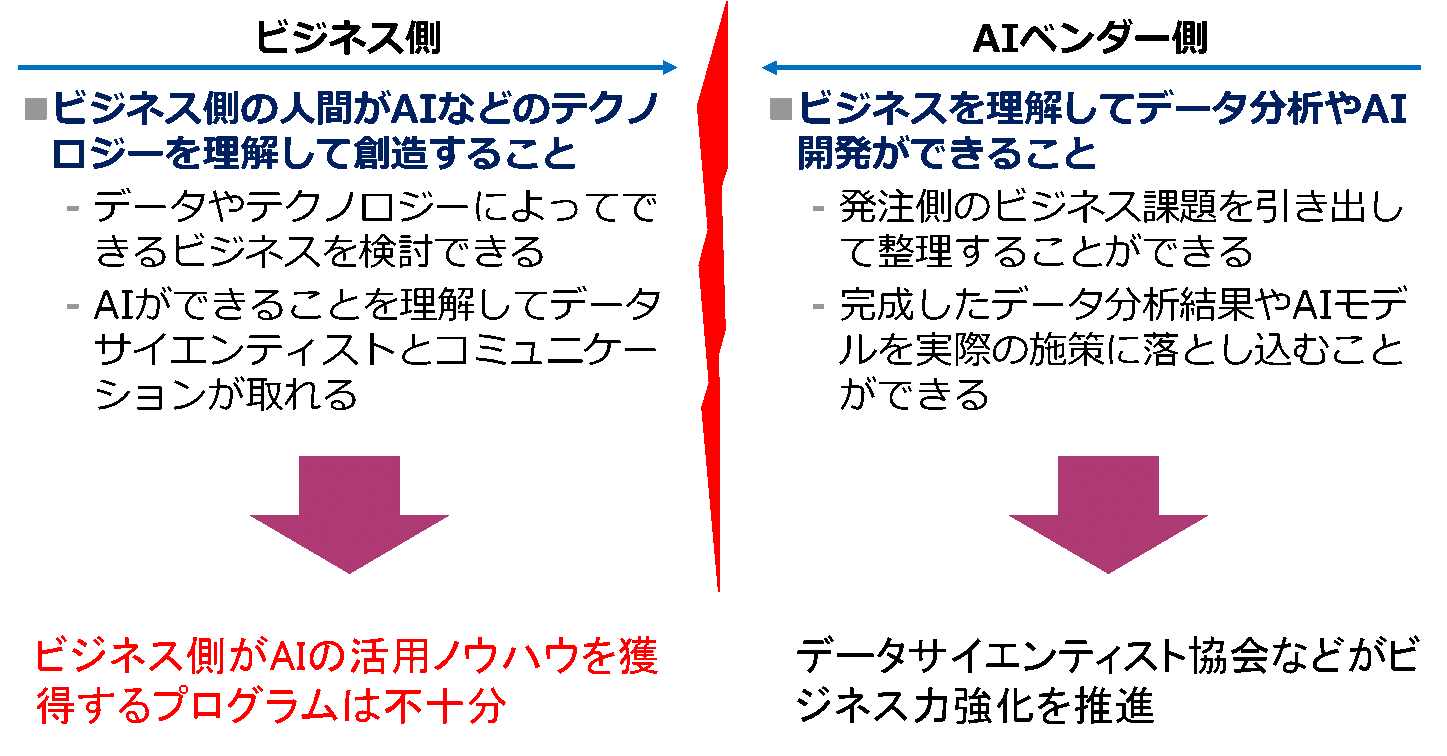 ビジネス側
■ビジネス側の人間がAIなどのテクノ
ロジーを理解して創造すること
- データやテクノロジーによってで
きるビジネスを検討できる
- AIができることを理解してデータ
サイエンティストとコミュニケー
ションが取れる
ビジネス側がAIの活用ノウハウを獲
得するプログラムは不十分
AIベンダー側
■ビジネスを理解してデータ分析やAI
開発ができること
- 発注側のビジネス課題を引き出し
て整理することができる
- 完成したデータ分析結果やAIモデ
ルを実際の施策に落とし込むこと
ができる
データサイエンティスト協会などがビ
ジネス力強化を推進